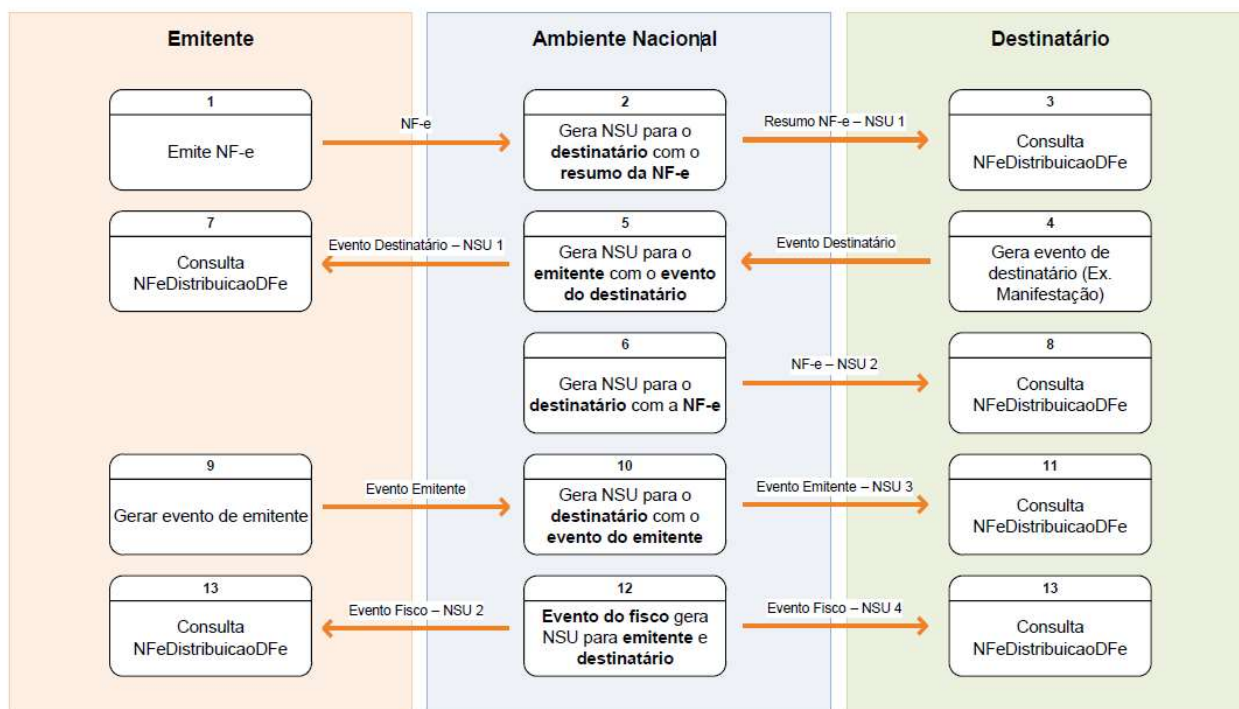 Emitente
Ambiente Nacional
Destinatário
1
Emite NF-e
NF-e
2
Gera NSU para o
destinatário com o
resumo da NF-e
Resumo NF-e – NSU 1
3
Consulta
NFeDistribuicaoDFe
7
Consulta
NFeDistribuicaoDFe
Evento Destinatário – NSU 1
5
Gera NSU para o
emitente com o evento
do destinatário
Evento Destinatário
4
Gera evento de
destinatário (Ex.
Manifestação)
6
Gera NSU para o
destinatário com a NF-e
NF-e – NSU 2
8
Consulta
NFeDistribuicaoDFe
9
Gerar evento de emitente
Evento Emitente
10
Gera NSU para o
destinatário com o
evento do emitente
Evento Emitente – NSU 3
11
Consulta
NFeDistribuicaoDFe
13
Consulta
NFeDistribuicaoDFe
Evento Fisco – NSU 2
12
Evento do fisco gera
NSU para emitente e
destinatário
Evento Fisco – NSU 4
13
Consulta
NFeDistribuicaoDFe